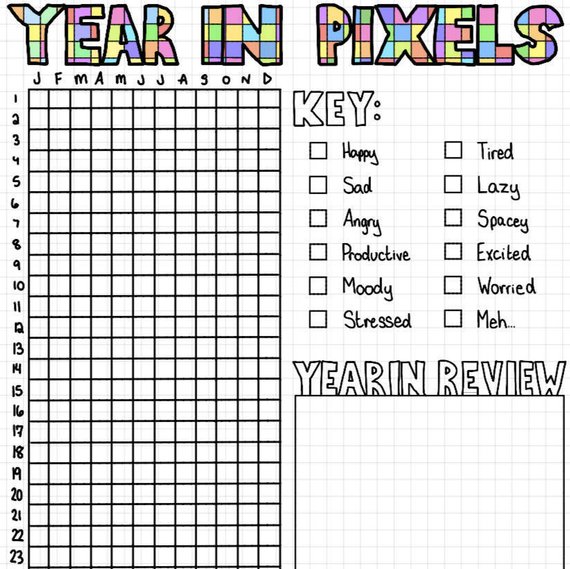 YEAR IN PIXELS
J F M A M J J A S O N D
1
2
3
4
5
6
7
8
9
10
11
12
13
14
15
16
17
18
19
20
21
22
23
KEY:
Happy
Sad
Angry
Productive
Moody
Stressed
Tired
Lazy
Spacey
Excited
Worried
Meh...
YEAR IN REVIEW